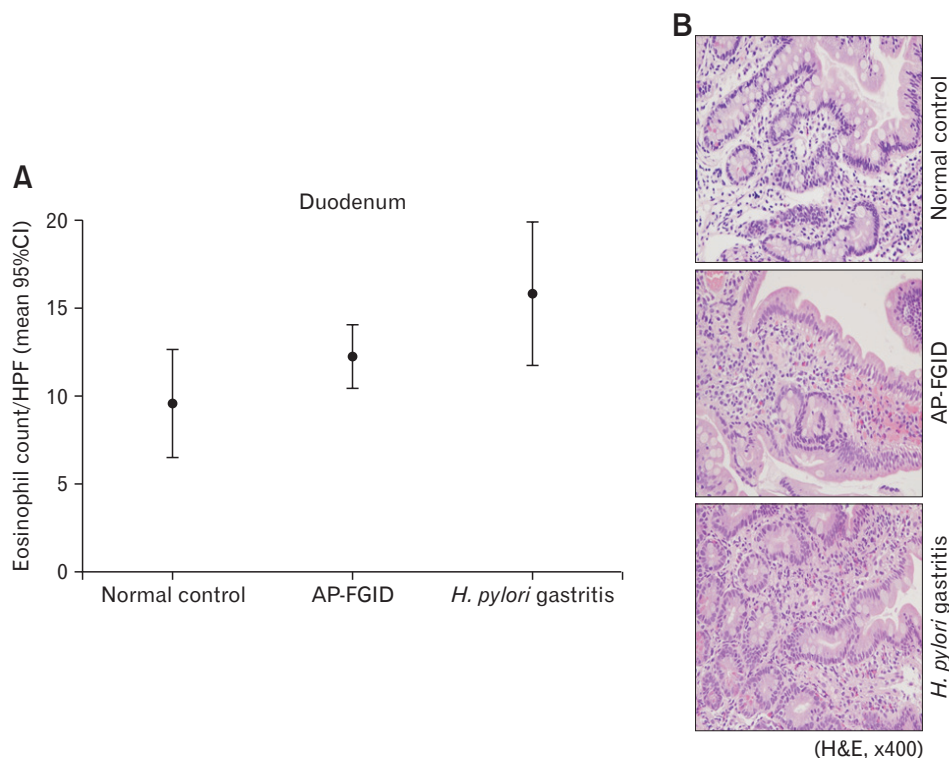 A
Duodenum
Eosinophil count/HPF (mean 95%CI)
20
15
10
5
0
Normal control
AP-FGID
H. pylori gastritis
B
Normal control
AP-FGID
H. pylori gastritis
(H&E, x400)